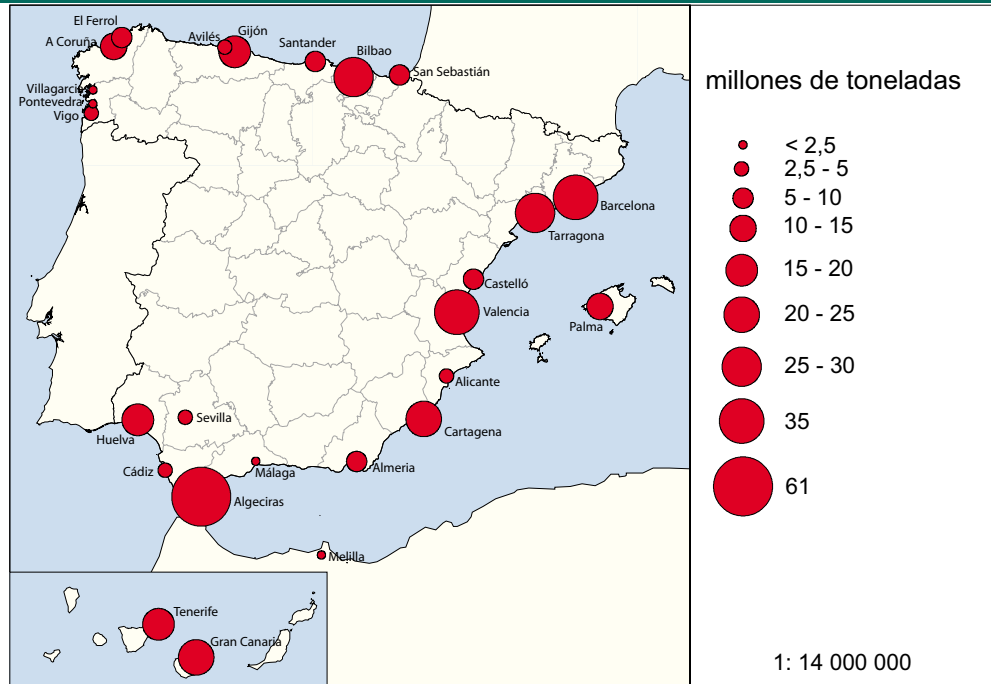 El Ferrol
A Coruña
Avilés
Gijón
Santander
Bilbao
San Sebastián
Villagarcía
Pontevedra
Vigo
Barcelona
Tarragona
Castelló
Valencia
Palma
Alicante
Cartagena
Sevilla
Huelva
Cádiz
Málaga
Almeria
Algeciras
Melilla
Tenerife
Gran Canaria
millones de toneladas
< 2,5
2,5 - 5
5 - 10
10 - 15
15 - 20
20 - 25
25 - 30
35
61
1: 14 000 000